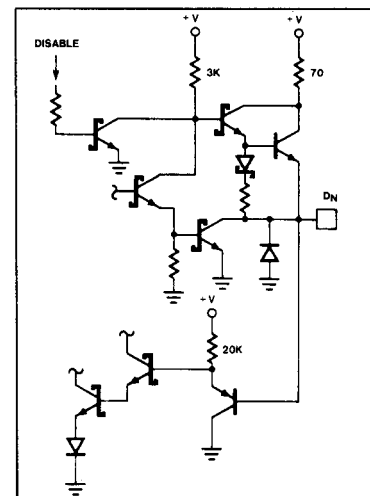 + V
+ V
DISABLE
3K
70
DN
+ V
20K